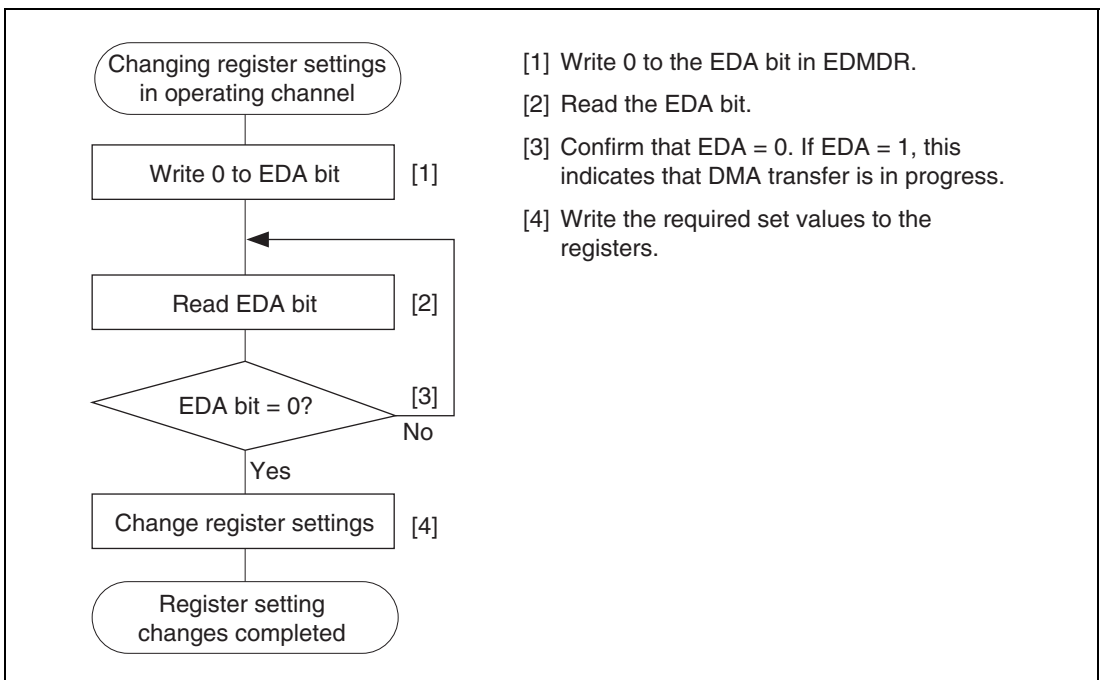 Changing register settings
in operating channel
Write 0 to EDA bit
[1]
Read EDA bit
[2]
EDA bit = 0?
[3]
No
Yes
Change register settings
[4]
Register setting
changes completed
[1] Write 0 to the EDA bit in EDMDR.
[2] Read the EDA bit.
[3] Confirm that EDA = 0. If EDA = 1, this
indicates that DMA transfer is in progress.
[4] Write the required set values to the
registers.